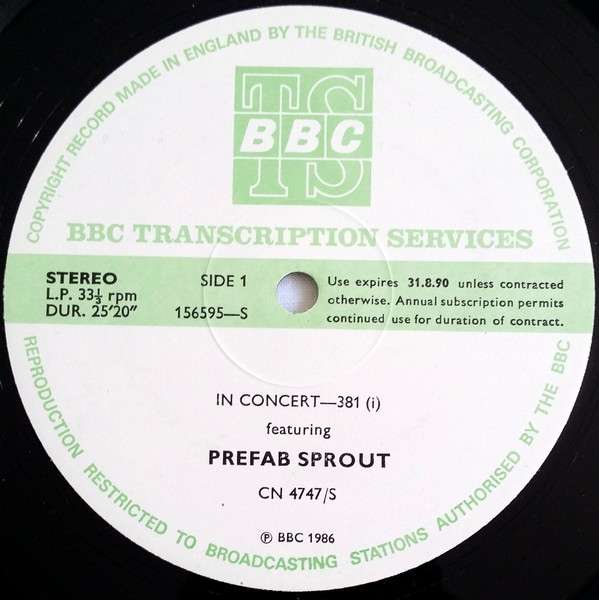 COPYRIGHT RECORD MADE IN ENGLAND BY THE BRITISH BROADCASTING CORPORATION
TS
BBC
BBC TRANSCRIPTION SERVICES
STEREO
L.P. 33⅓ rpm
DUR. 25'20"
SIDE 1
156595—S
Use expires 31.8.90 unless contracted
otherwise. Annual subscription permits
continued use for duration of contract.
IN CONCERT—381 (i)
featuring
PREFAB SPROUT
CN 4747/S
℗ BBC 1986
REPRODUCTION RESTRICTED TO BROADCASTING STATIONS AUTHORISED BY THE BBC